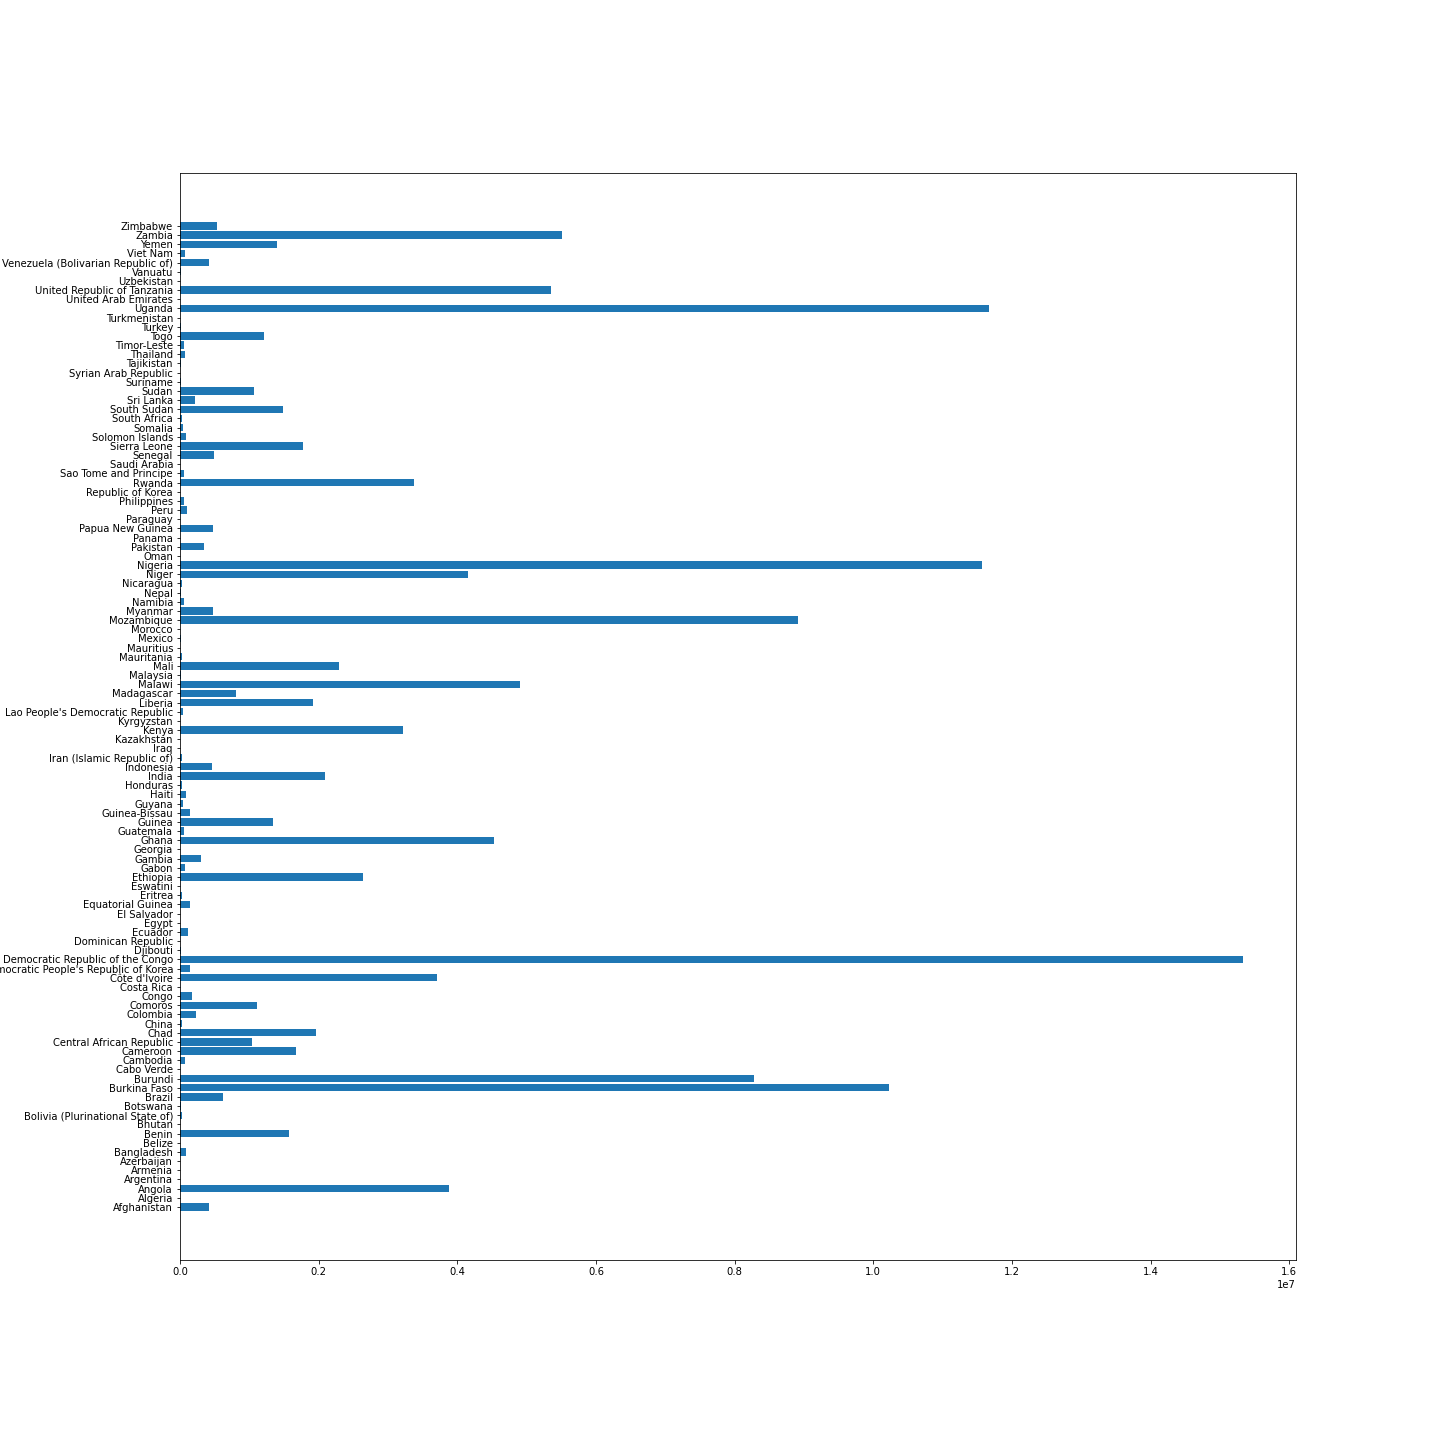 Zimbabwe
Zambia
Yemen
Viet Nam
Venezuela (Bolivarian Republic of)
Vanuatu
Uzbekistan
United Republic of Tanzania
United Arab Emirates
Uganda
Turkmenistan
Turkey
Togo
Timor-Leste
Thailand
Tajikistan
Syrian Arab Republic
Suriname
Sudan
Sri Lanka
South Sudan
South Africa
Somalia
Solomon Islands
Sierra Leone
Senegal
Saudi Arabia
Sao Tome and Principe
Rwanda
Republic of Korea
Philippines
Peru
Paraguay
Papua New Guinea
Panama
Pakistan
Oman
Nigeria
Niger
Nicaragua
Nepal
Namibia
Myanmar
Mozambique
Morocco
Mexico
Mauritius
Mauritania
Mali
Malaysia
Malawi
Madagascar
Liberia
Lao People's Democratic Republic
Kyrgyzstan
Kenya
Kazakhstan
Iraq
Iran (Islamic Republic of)
Indonesia
India
Honduras
Haiti
Guyana
Guinea-Bissau
Guinea
Guatemala
Ghana
Georgia
Gambia
Gabon
Ethiopia
Eswatini
Eritrea
Equatorial Guinea
El Salvador
Egypt
Ecuador
Dominican Republic
Djibouti
Democratic Republic of the Congo
mocratic People's Republic of Korea
Côte d'Ivoire
Costa Rica
Congo
Comoros
Colombia
China
Chad
Central African Republic
Cameroon
Cambodia
Cabo Verde
Burundi
Burkina Faso
Brazil
Botswana
Bolivia (Plurinational State of)
Bhutan
Benin
Belize
Bangladesh
Azerbaijan
Armenia
Argentina
Angola
Algeria
Afghanistan
0.0 0.2 0.4 0.6 0.8 1.0 1.2 1.4 1.6
1e7